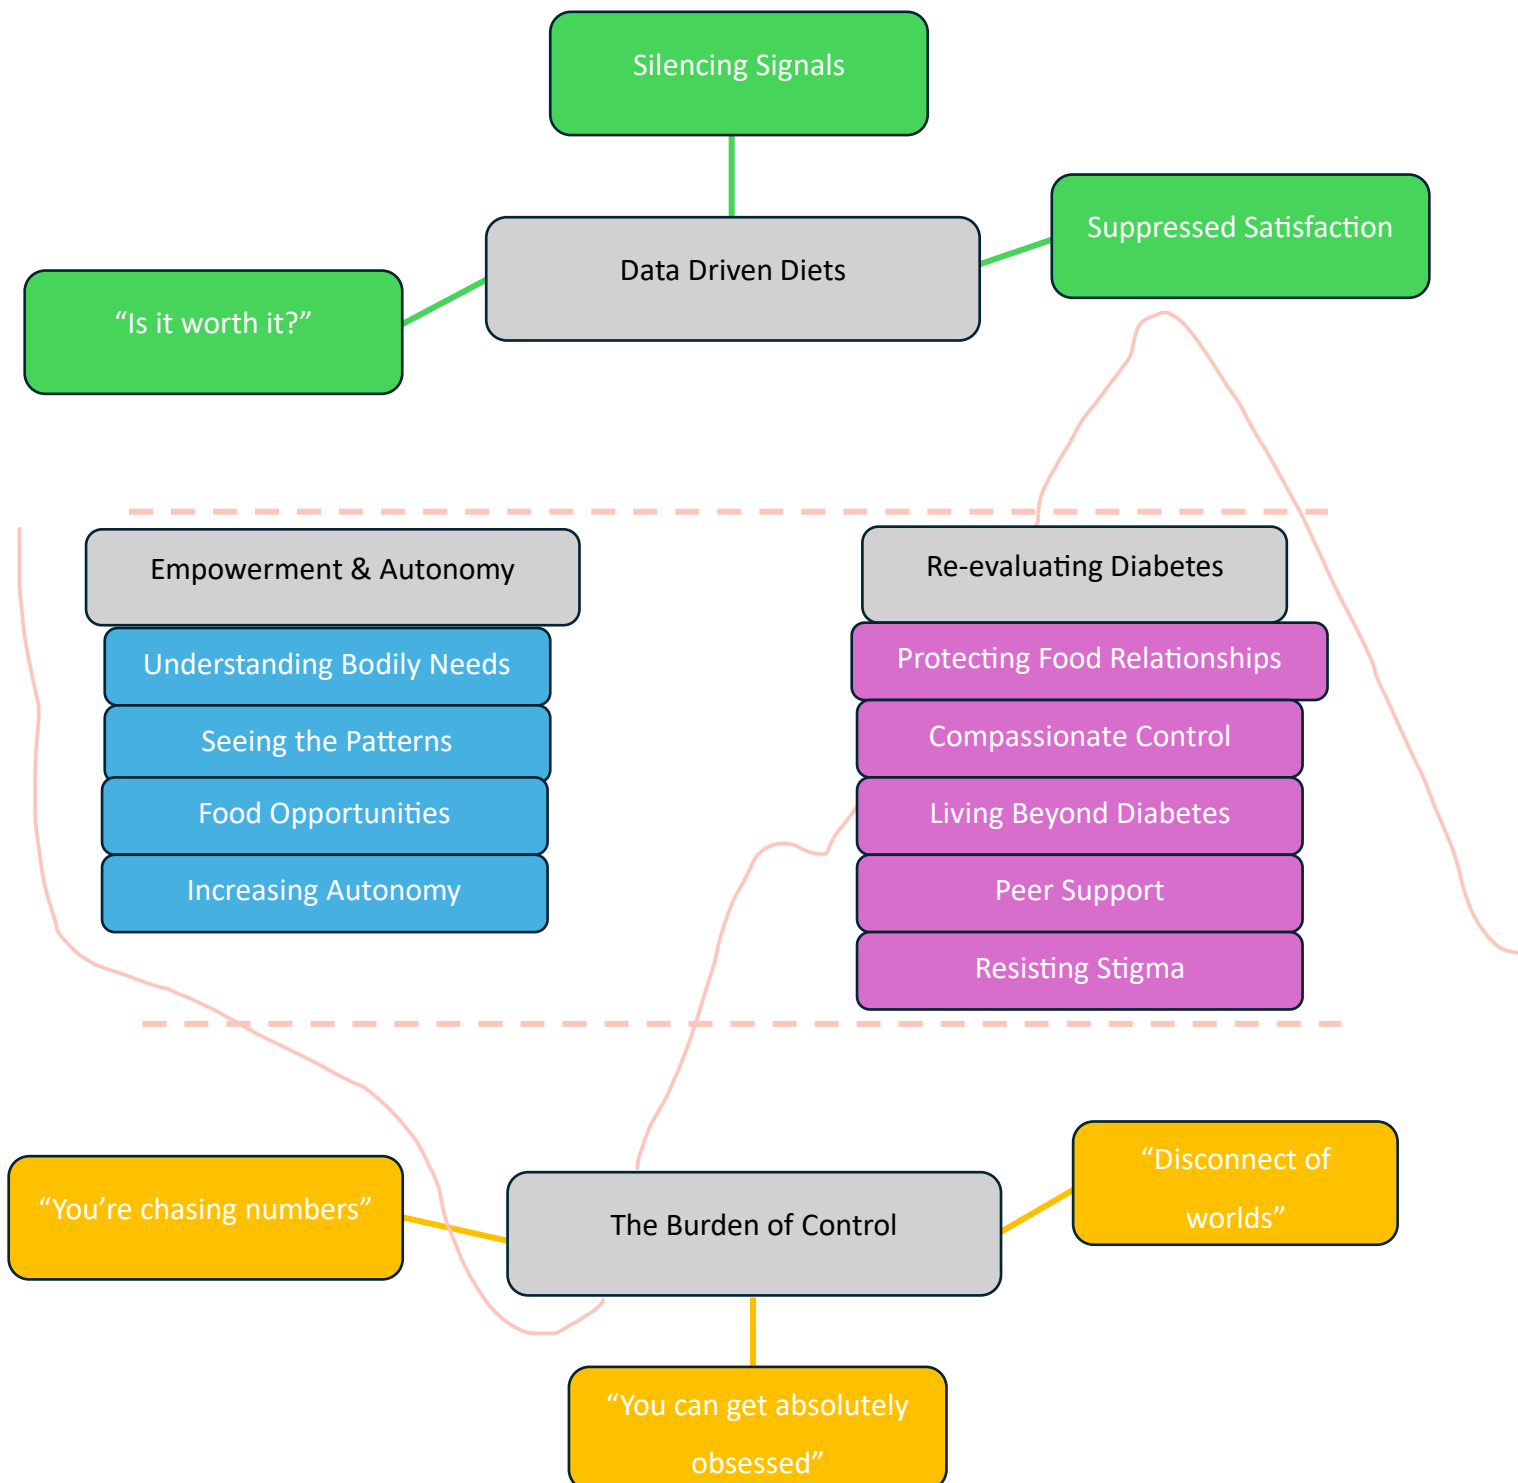 Silencing Signals
Suppressed Satisfaction
Data Driven Diets
“Is it worth it?”
Empowerment & Autonomy
Understanding Bodily Needs
Seeing the Patterns
Food Opportunities
Increasing Autonomy
Re-evaluating Diabetes
Protecting Food Relationships
Compassionate Control
Living Beyond Diabetes
Peer Support
Resisting Stigma
“You’re chasing numbers”
The Burden of Control
“Disconnect of
worlds”
“You can get absolutely
obsessed”